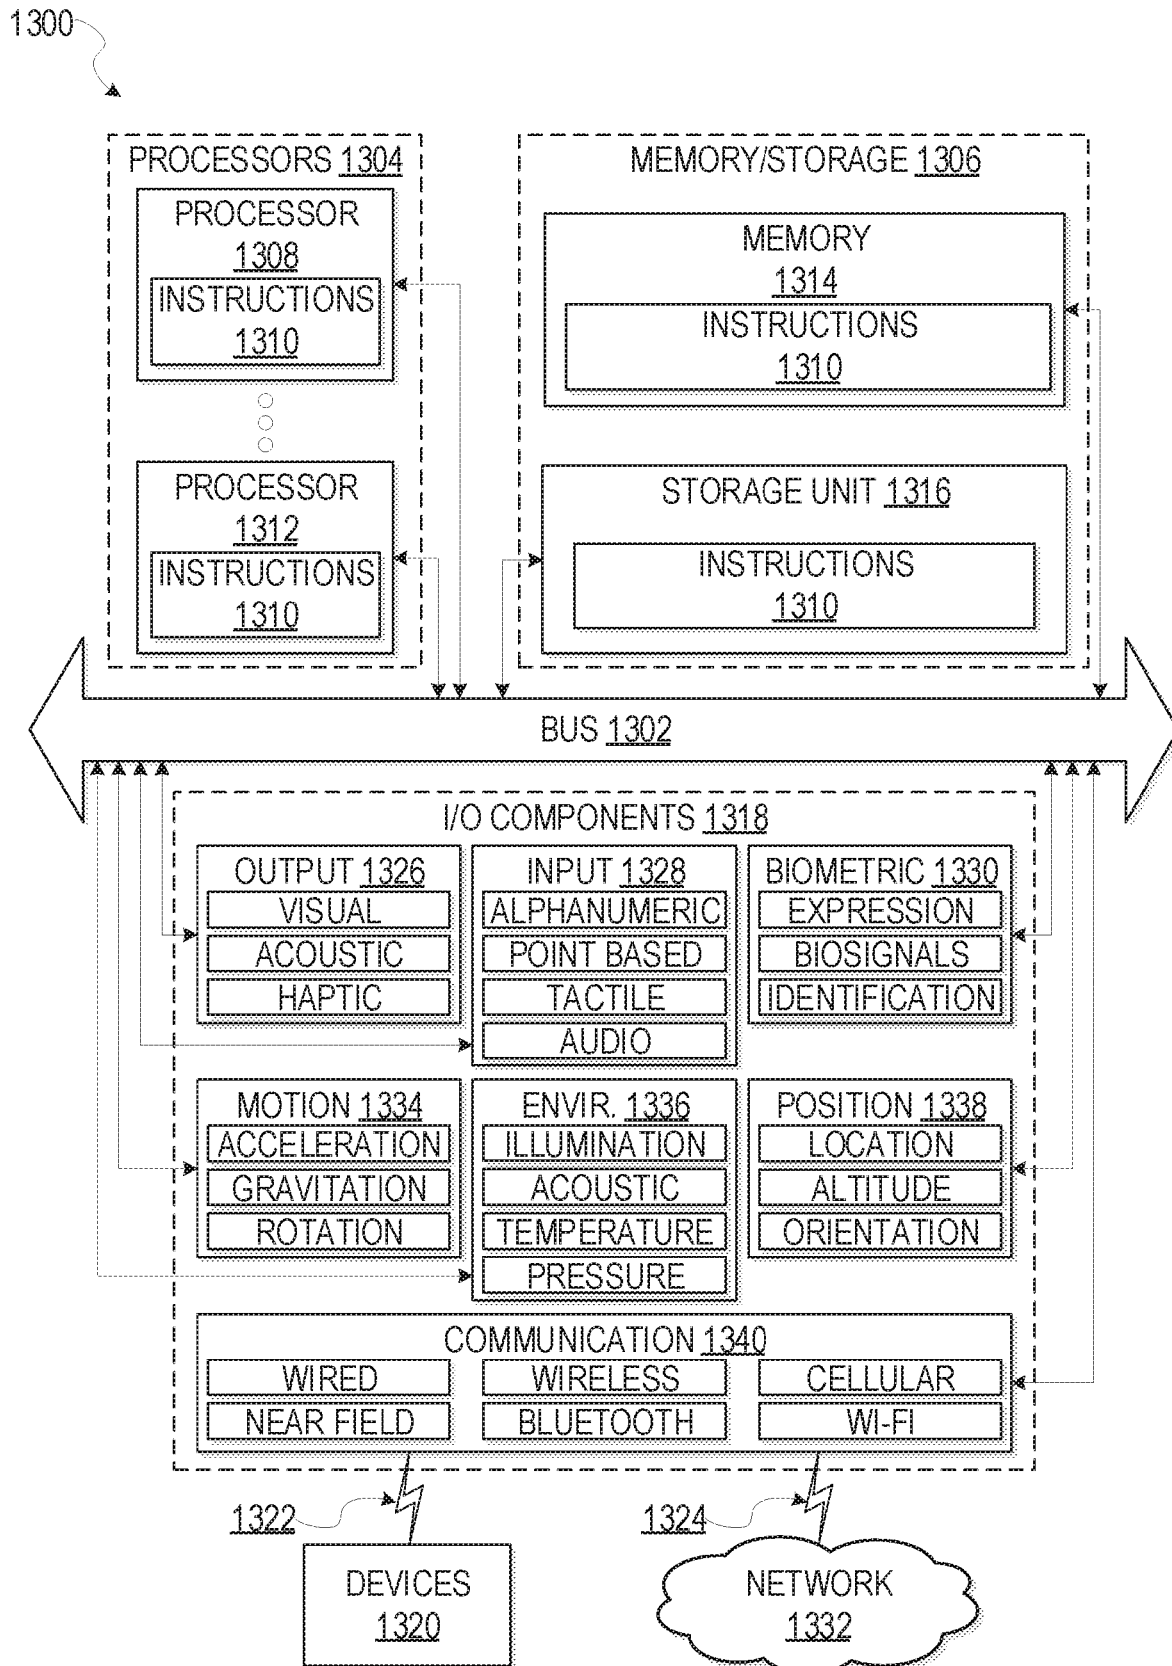 1300
PROCESSORS 1304
PROCESSOR
1308
INSTRUCTIONS
1310
PROCESSOR
1312
INSTRUCTIONS
1310
MEMORY/STORAGE 1306
MEMORY
1314
INSTRUCTIONS
1310
STORAGE UNIT 1316
INSTRUCTIONS
1310
BUS 1302
I/O COMPONENTS 1318
OUTPUT 1326
VISUAL
ACOUSTIC
HAPTIC
INPUT 1328
ALPHANUMERIC
POINT BASED
TACTILE
AUDIO
BIOMETRIC 1330
EXPRESSION
BIOSIGNALS
IDENTIFICATION
MOTION 1334
ACCELERATION
GRAVITATION
ROTATION
ENVIR. 1336
ILLUMINATION
ACOUSTIC
TEMPERATURE
PRESSURE
POSITION 1338
LOCATION
ALTITUDE
ORIENTATION
COMMUNICATION 1340
WIRED
WIRELESS
CELLULAR
NEAR FIELD
BLUETOOTH
WI-FI
1322
1324
DEVICES
1320
NETWORK
1332